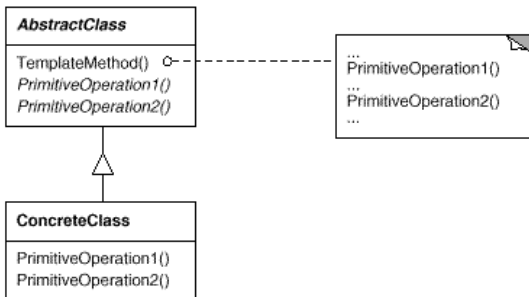 AbstractClass
TemplateMethod()
PrimitiveOperation1()
PrimitiveOperation2()
...
PrimitiveOperation1()
...
PrimitiveOperation2()
...
ConcreteClass
PrimitiveOperation1()
PrimitiveOperation2()